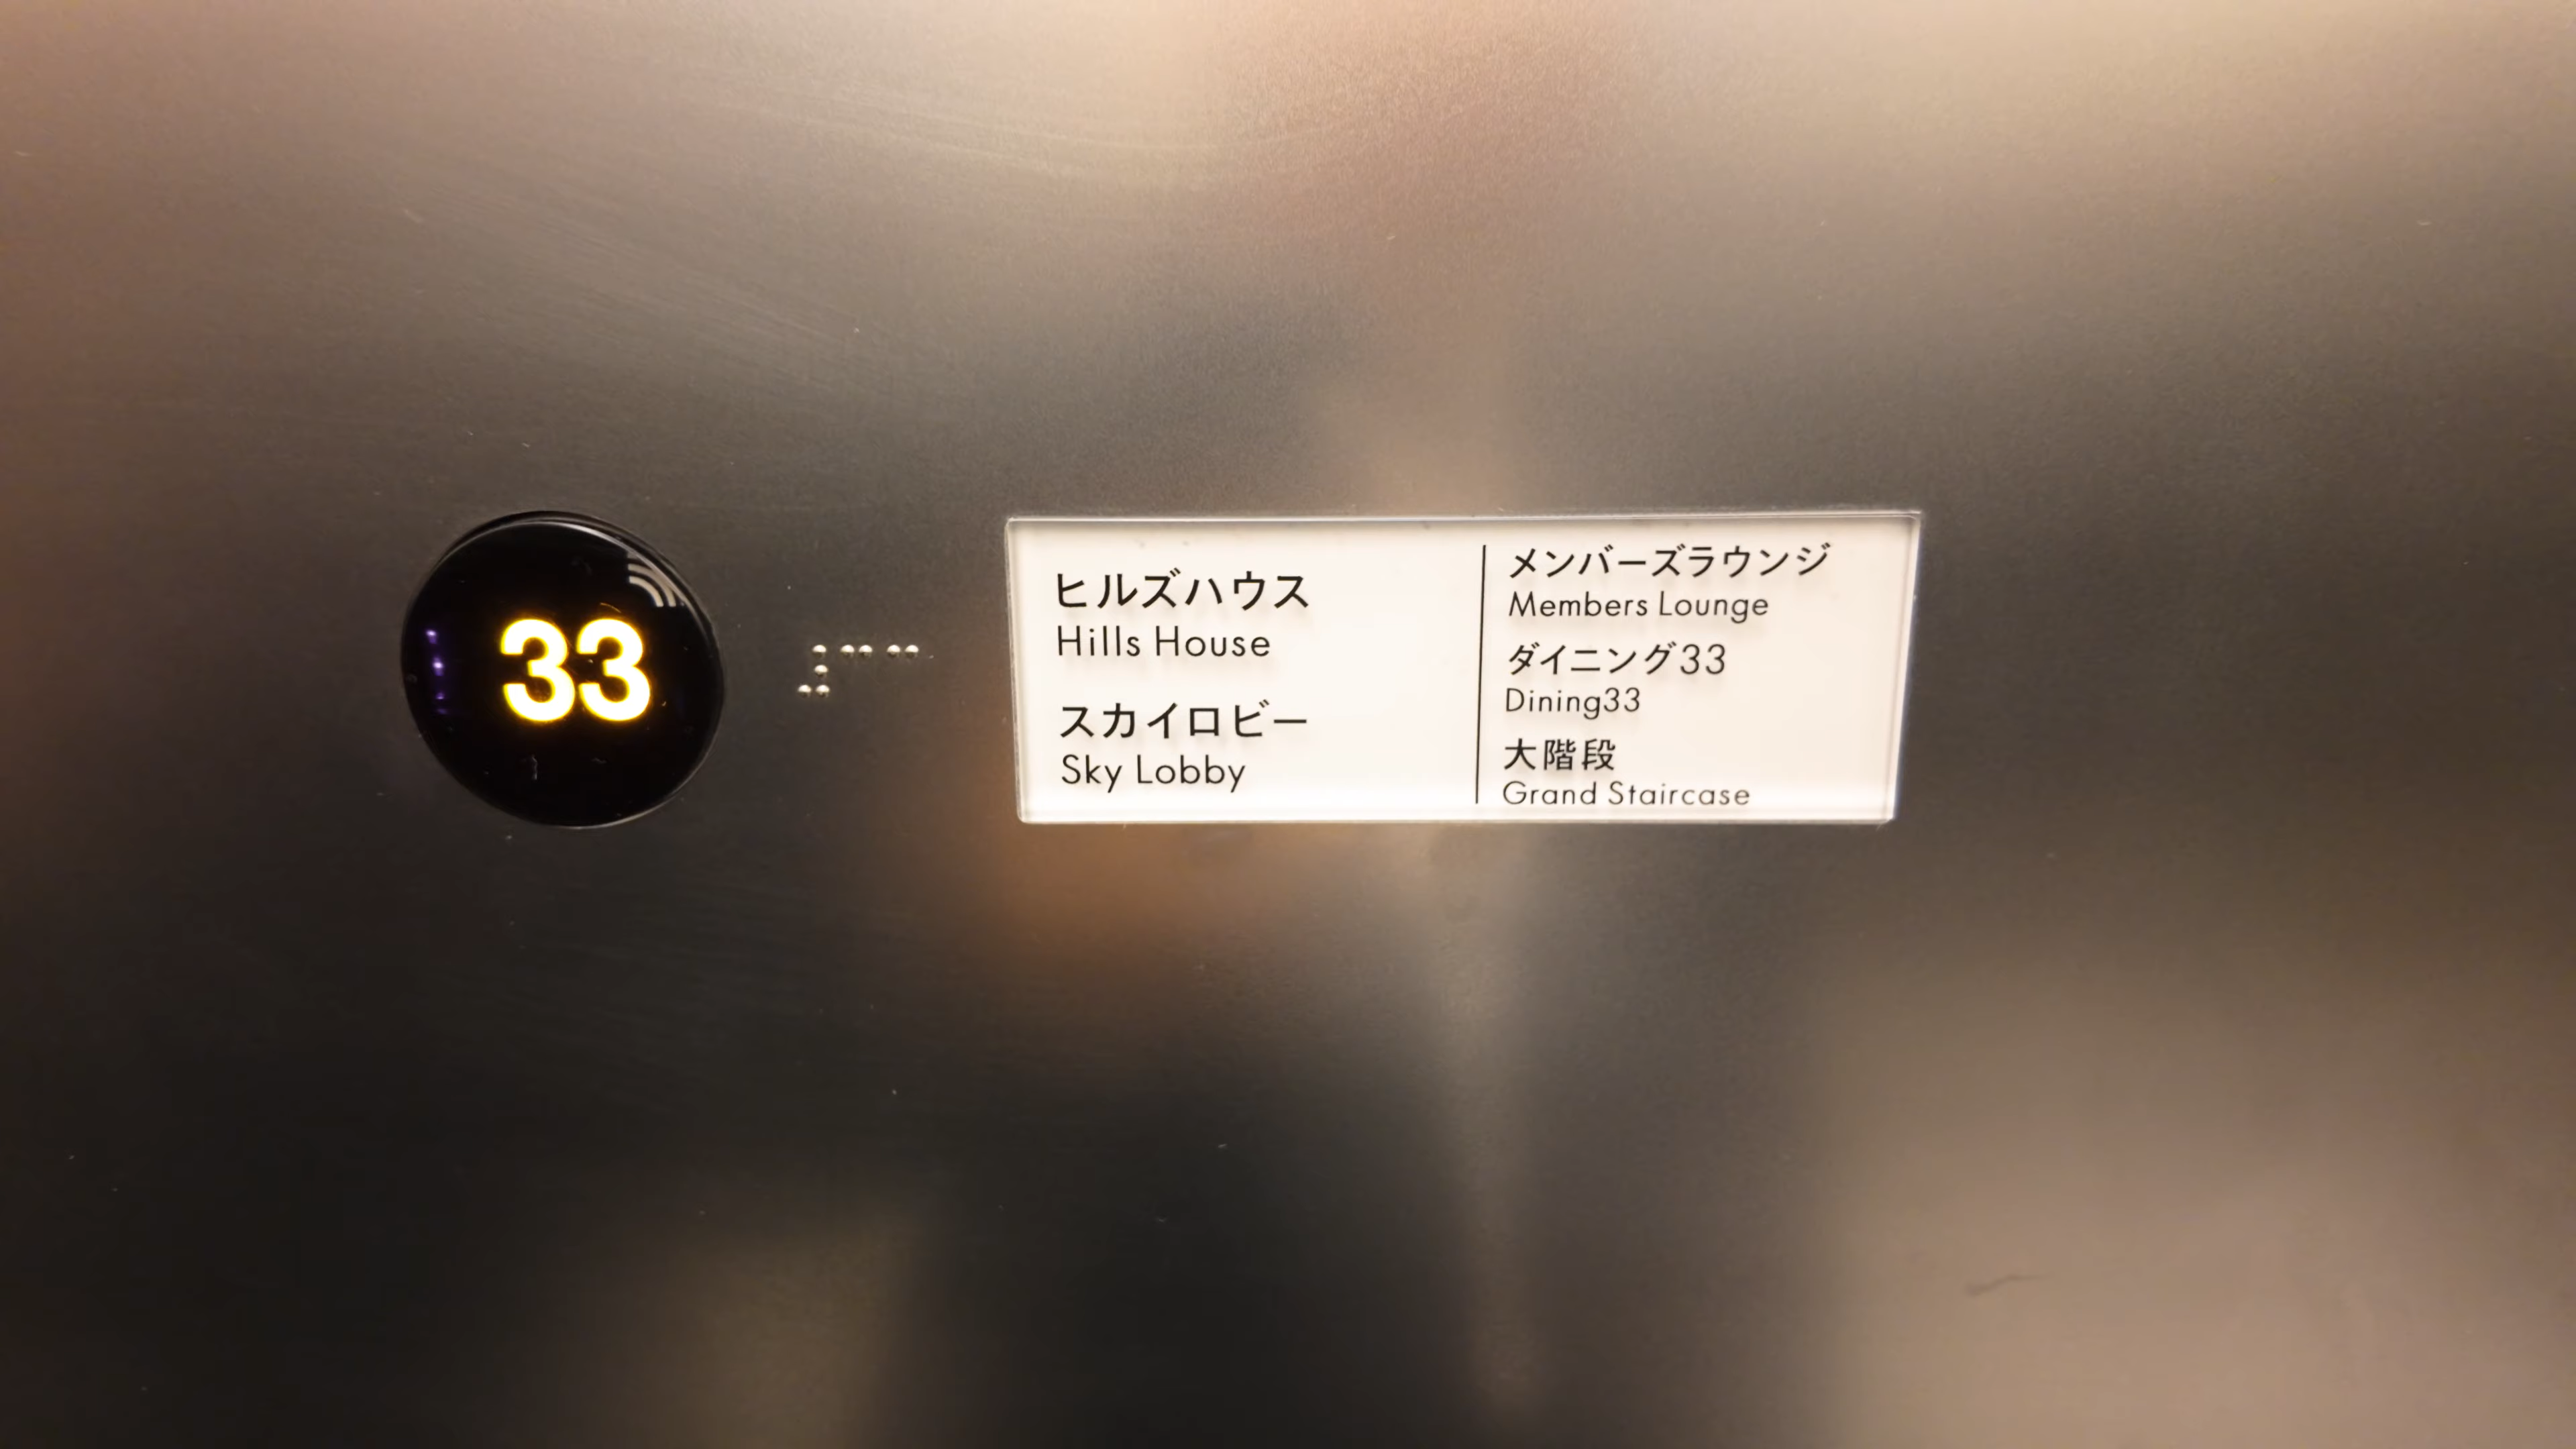 33
ヒルズハウス
Hills House
スカイロビー
Sky Lobby
メンバーズラウンジ
Members Lounge
ダイニング33
Dining33
大階段
Grand Staircase